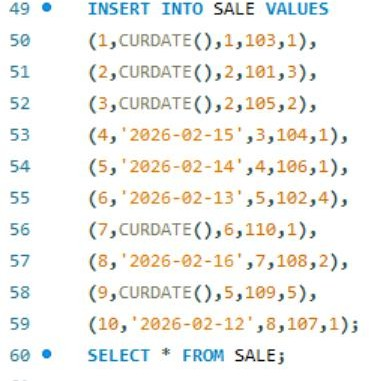 49 INSERT INTO SALE VALUES
50 (1,CURDATE(),1,103,1),
51 (2,CURDATE(),2,101,3),
52 (3,CURDATE(),2,105,2),
53 (4,'2026-02-15',3,104,1),
54 (5,'2026-02-14',4,106,1),
55 (6,'2026-02-13',5,102,4),
56 (7,CURDATE(),6,110,1),
57 (8,'2026-02-16',7,108,2),
58 (9,CURDATE(),5,109,5),
59 (10,'2026-02-12',8,107,1);
60 SELECT * FROM SALE;